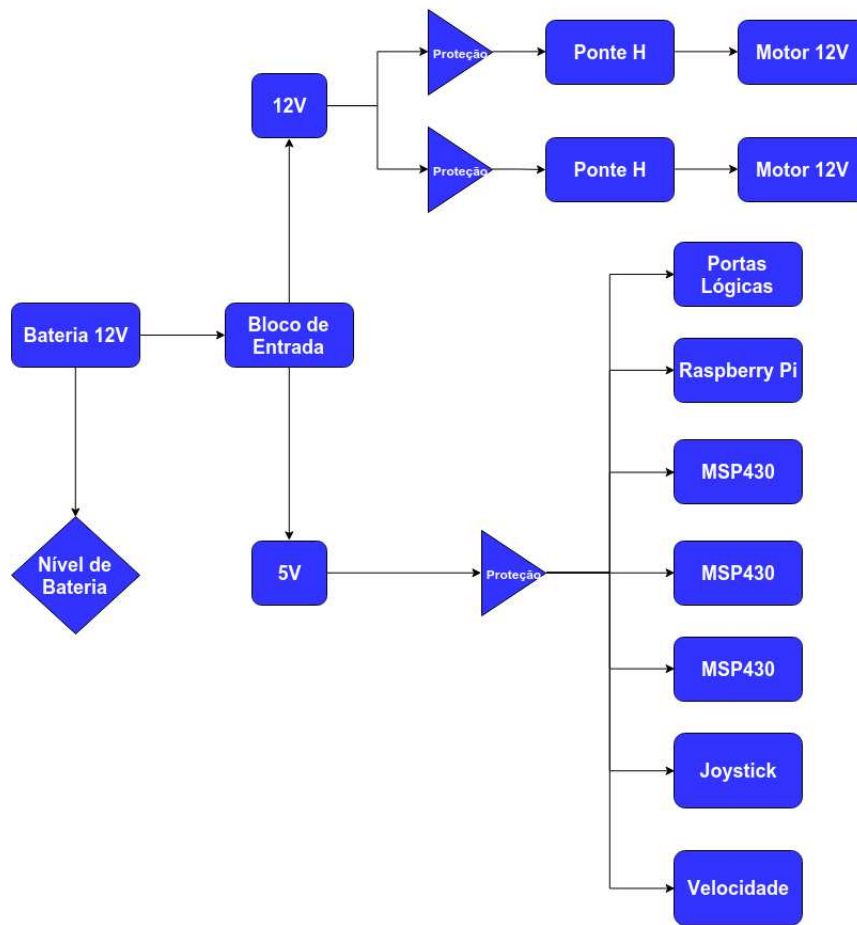 Proteção
Ponte H
Motor 12V
12V
Proteção
Ponte H
Motor 12V
Portas
Lógicas
Bateria 12V
Bloco de
Entrada
Raspberry Pi
MSP430
Nível de
Bateria
5V
Proteção
MSP430
MSP430
Joystick
Velocidade